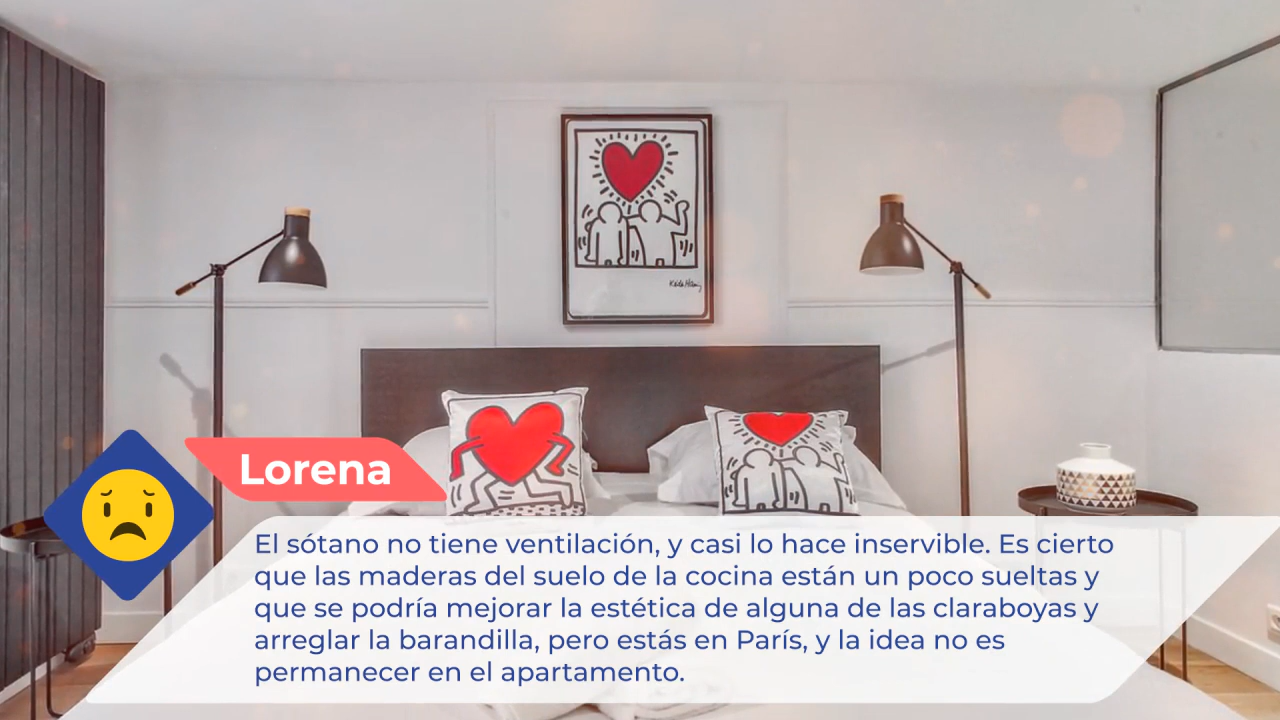 Keith Haring
Lorena
El sótano no tiene ventilación, y casi lo hace inservible. Es cierto
que las maderas del suelo de la cocina están un poco sueltas y
que se podría mejorar la estética de alguna de las claraboyas y
arreglar la barandilla, pero estás en París, y la idea no es
permanecer en el apartamento.